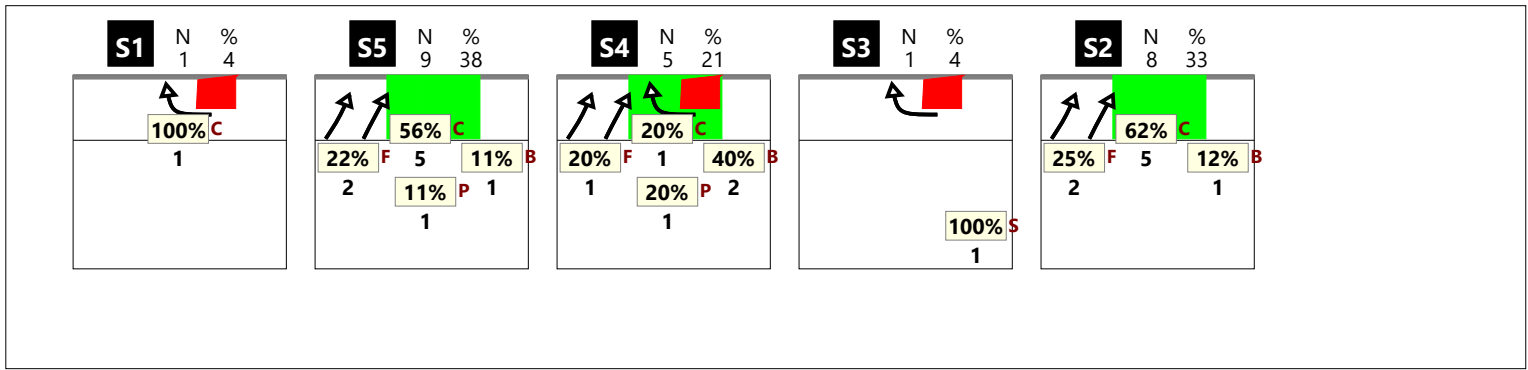 S1 N % 1 4
S5 N % 9 38
S4 N % 5 21
S3 N % 1 4
S2 N % 8 33
100% C
1
22% F
2
56% C
5
11% B
1
11% P
1
20% F
1
20% C
1
40% B
2
20% P
1
100% S
1
25% F
2
62% C
5
12% B
1